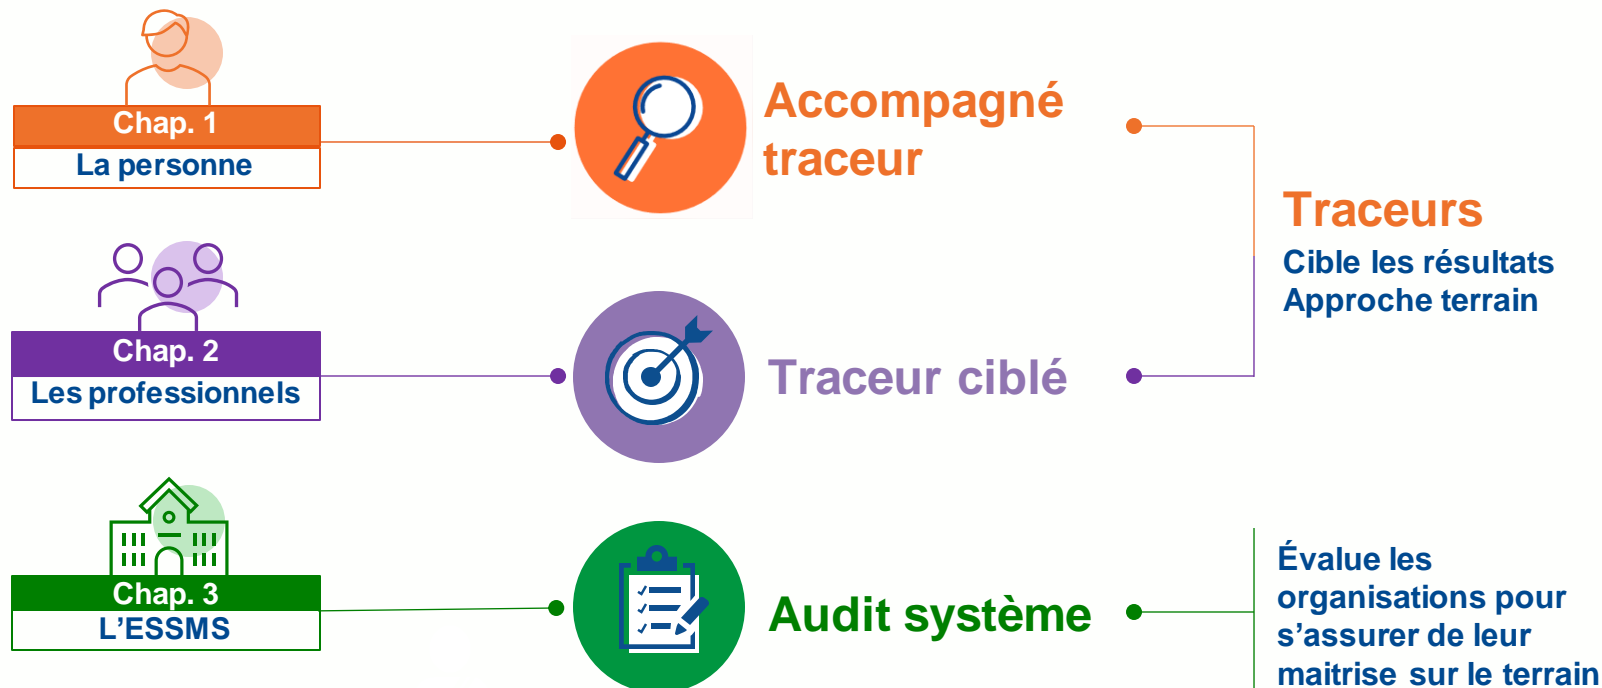 Chap. 1
La personne
Accompagné
traceur
Traceurs
Cible les résultats
Approche terrain
Chap. 2
Les professionnels
Traceur ciblé
Chap. 3
L’ESSMS
Audit système
Évalue les
organisations pour
s’assurer de leur
maitrise sur le terrain